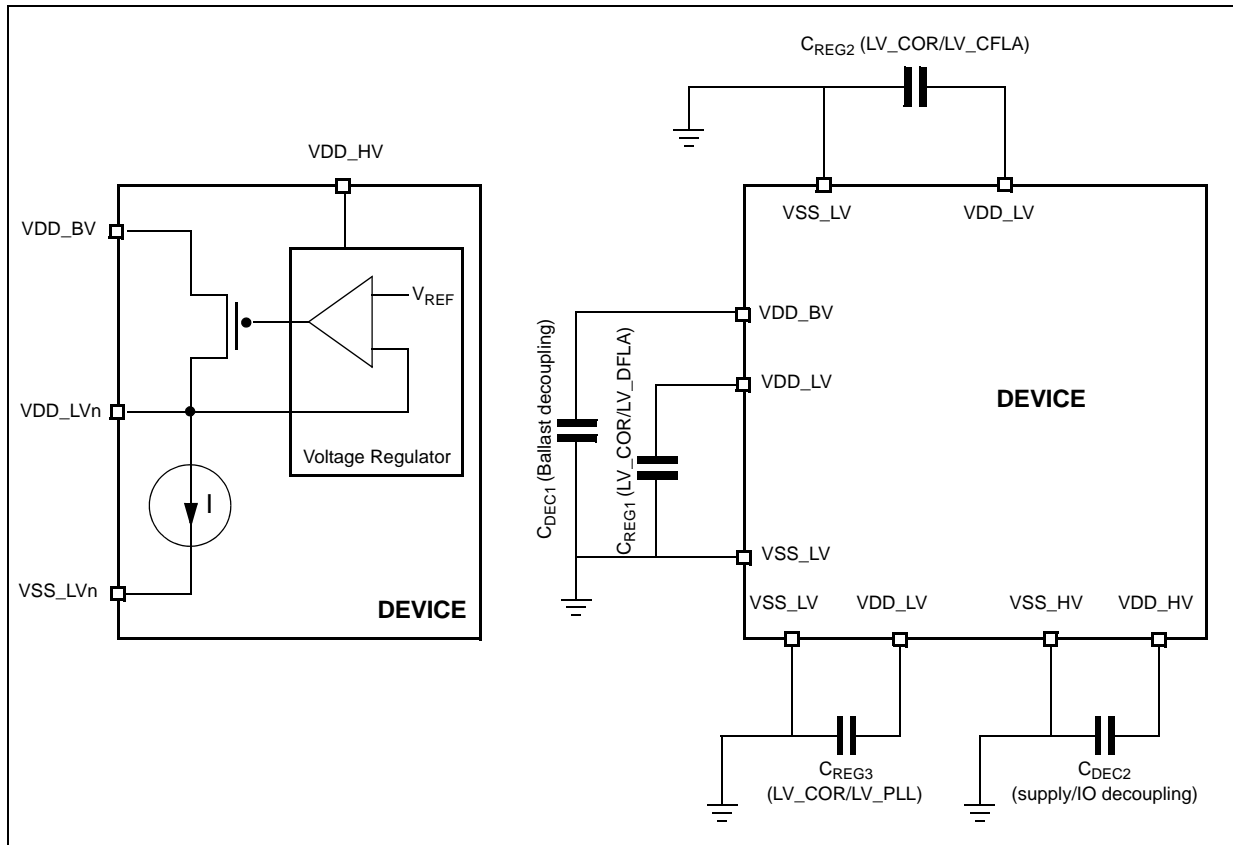 VDD_HV
VDD_BV
VREF
VDD_LVn
Voltage Regulator
I
VSS_LVn
DEVICE
CREG2 (LV_COR/LV_CFLA)
VSS_LV
VDD_LV
VDD_BV
VDD_LV
DEVICE
CDEC1 (Ballast decoupling)
CREG1 (LV_COR/LV_DFLA)
VSS_LV
VSS_LV
VDD_LV
VSS_HV
VDD_HV
CREG3
(LV_COR/LV_PLL)
CDEC2
(supply/IO decoupling)